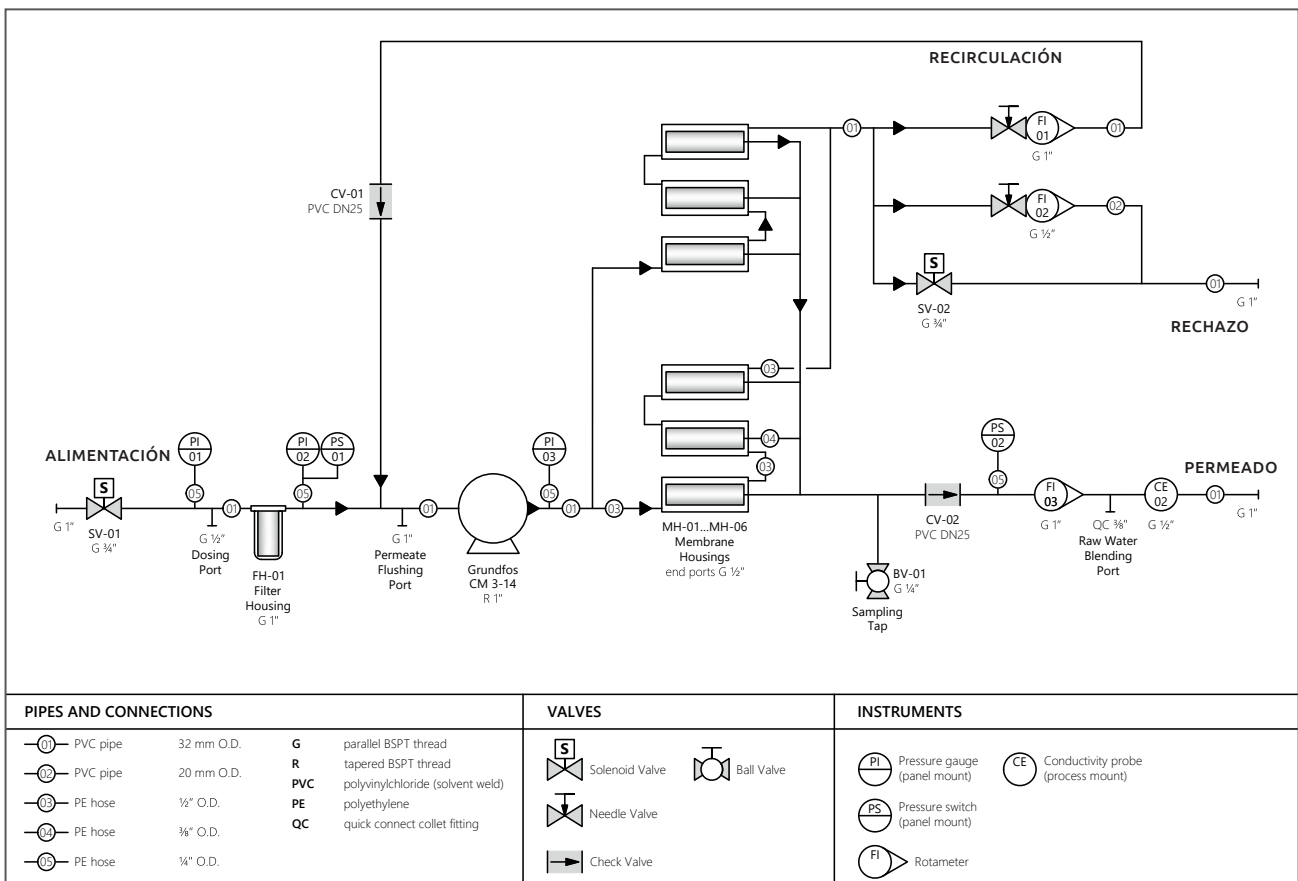 RECIRCULACIÓN
01
FI
01
01
G 1"
CV-01
PVC DN25
FI
02
02
G ½"
S
SV-02
G ¾"
01
G 1"
RECHAZO
03
04
03
ALIMENTACIÓN
PI
01
PI
02
PS
01
PI
03
PS
02
PERMEADO
S
05
05
05
05
G 1"
SV-01
G ¾"
01
01
01
03
FI
03
CE
02
01
G 1"
G ½"
Dosing
Port
FH-01
Filter
Housing
G 1"
G 1"
Permeate
Flushing
Port
Grundfos
CM 3-14
R 1"
MH-01...MH-06
Membrane
Housings
end ports G ½"
CV-02
PVC DN25
G 1"
QC ⅜"
Raw Water
Blending
Port
G ½"
BV-01
G ¼"
Sampling
Tap
PIPES AND CONNECTIONS
01 PVC pipe 32 mm O.D.
02 PVC pipe 20 mm O.D.
03 PE hose ½" O.D.
04 PE hose ⅜" O.D.
05 PE hose ¼" O.D.
G parallel BSPT thread
R tapered BSPT thread
PVC polyvinylchloride (solvent weld)
PE polyethylene
QC quick connect collet fitting
VALVES
S Solenoid Valve
Ball Valve
Needle Valve
Check Valve
INSTRUMENTS
PI Pressure gauge
(panel mount)
CE Conductivity probe
(process mount)
PS Pressure switch
(panel mount)
FI Rotameter